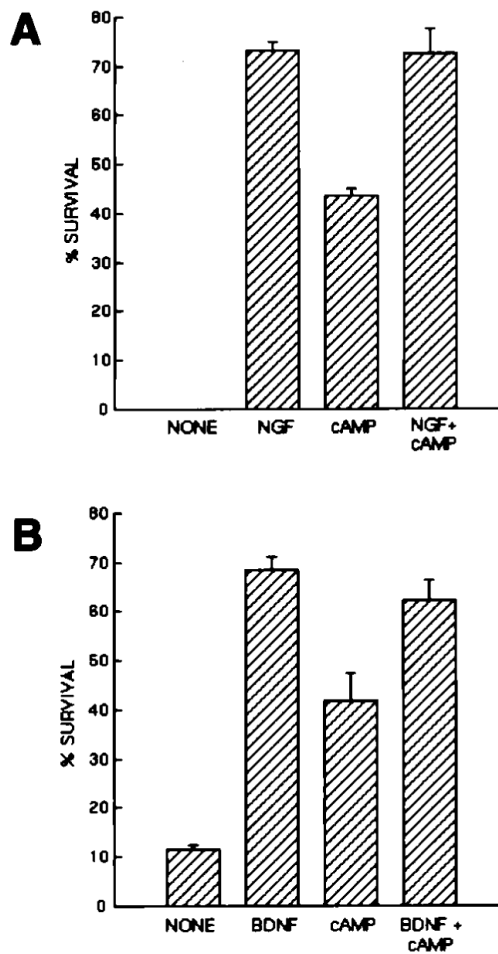 A
% SURVIVAL
80
70
60
50
40
30
20
10
0
NONE NGF cAMP NGF+
cAMP
B
% SURVIVAL
80
70
60
50
40
30
20
10
0
NONE BDNF cAMP BDNF +
cAMP